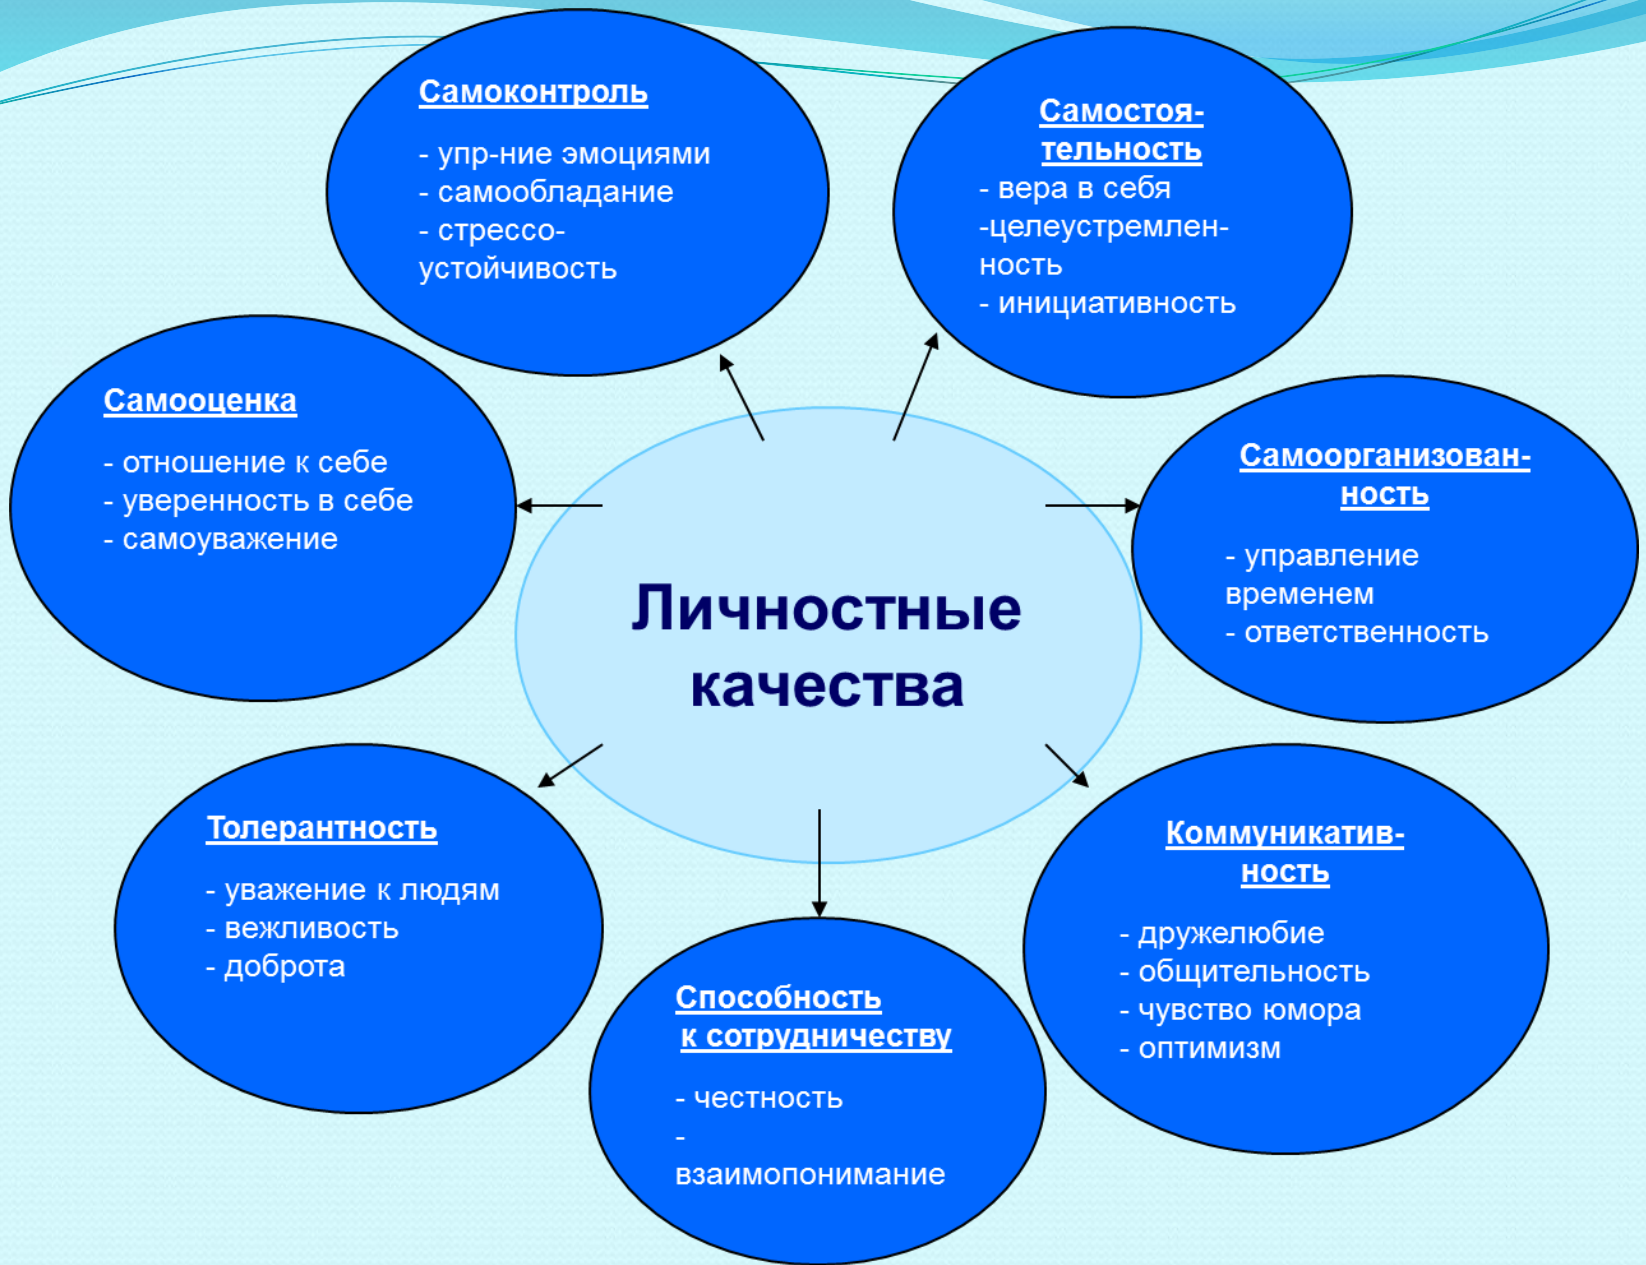 Самоконтроль
- упр-ние эмоциями
- самообладание
- стрессо-
устойчивость
Самостоя-
тельность
- вера в себя
-целеустремлен-
ность
- инициативность
Самооценка
- отношение к себе
- уверенность в себе
- самоуважение
Самоорганизован-
ность
- управление
временем
- ответственность
Личностные
качества
Толерантность
- уважение к людям
- вежливость
- доброта
Коммуникатив-
ность
- дружелюбие
- общительность
- чувство юмора
- оптимизм
Способность
к сотрудничеству
- честность
-
взаимопонимание